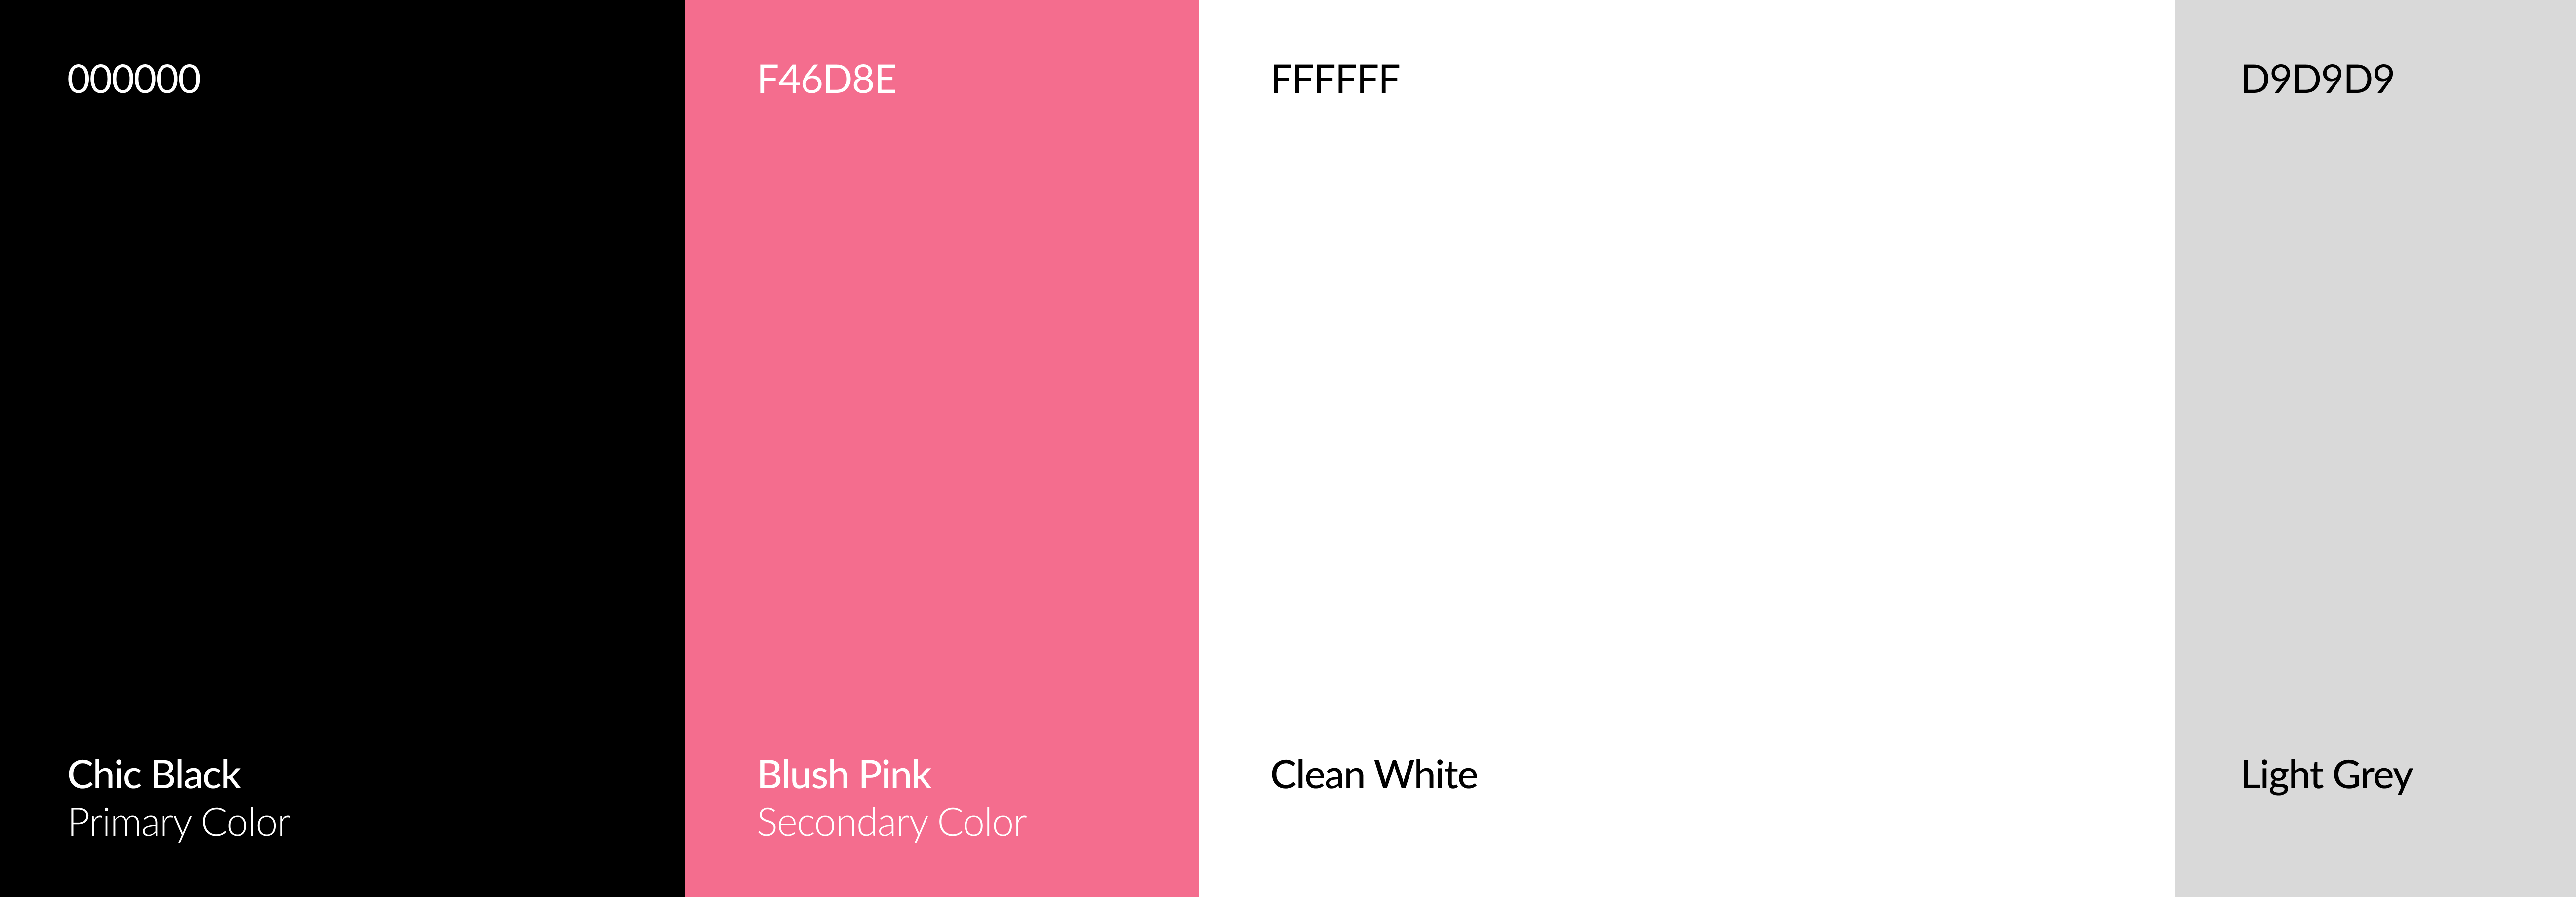 000000
F46D8E
FFFFFF
D9D9D9
Chic Black
Primary Color
Blush Pink
Secondary Color
Clean White
Light Grey